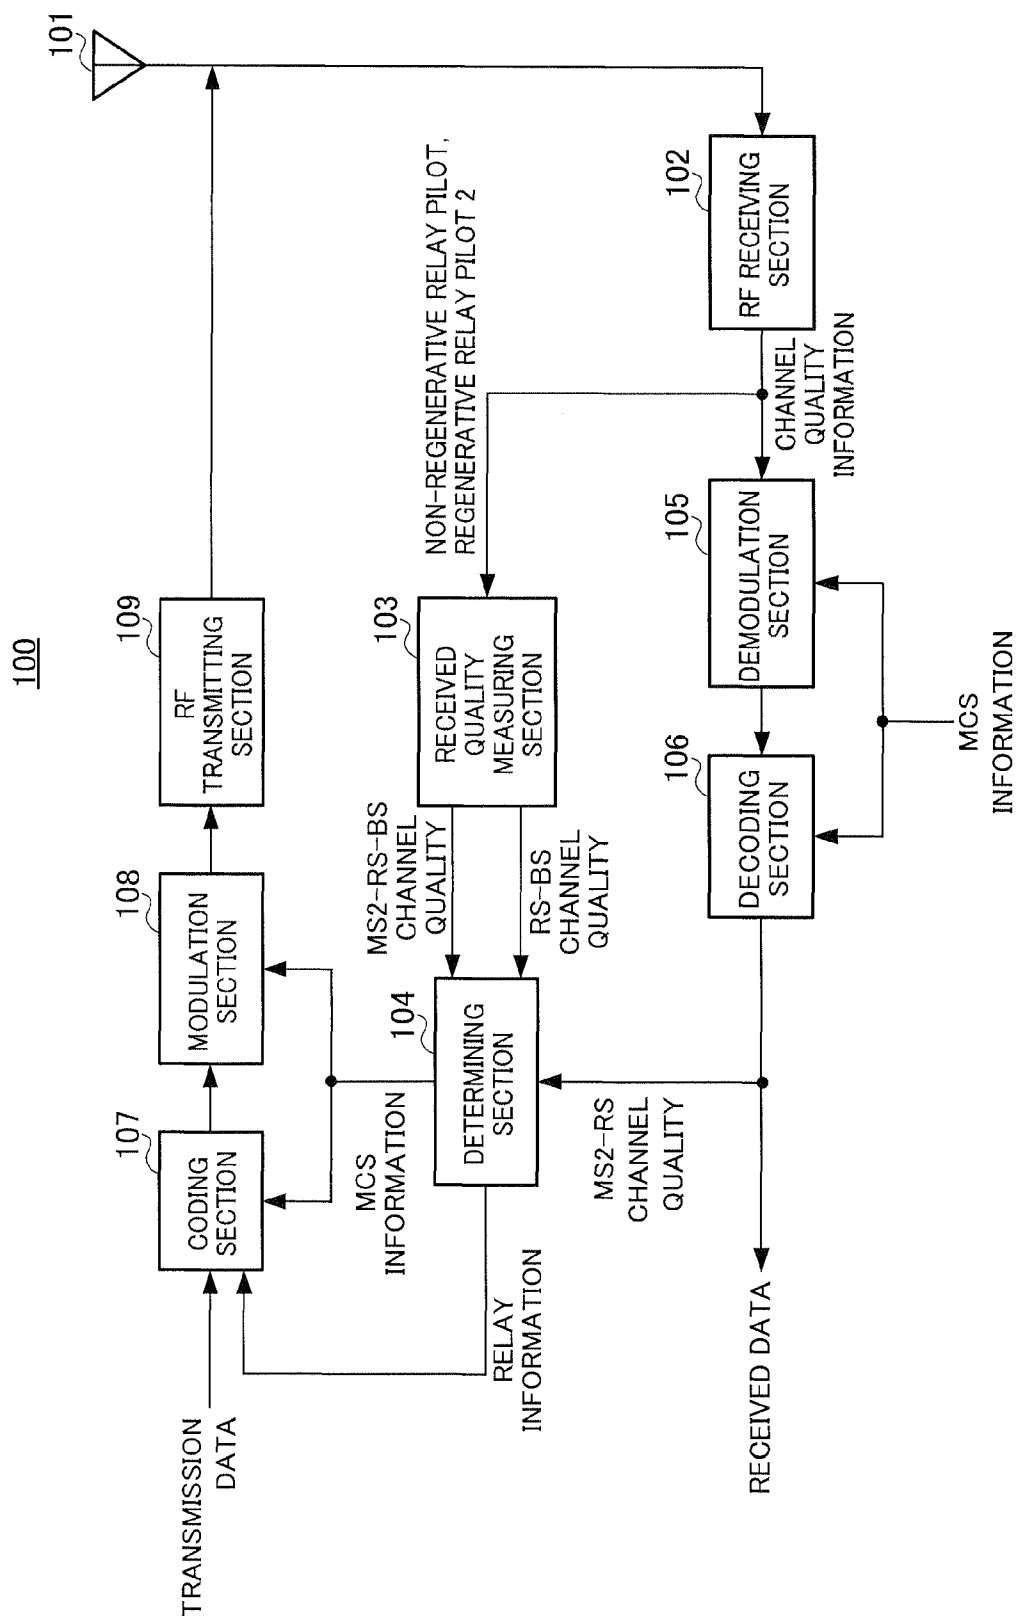 100
101
TRANSMISSION
DATA
107
CODING
SECTION
108
MODULATION
SECTION
109
RF
TRANSMITTING
SECTION
MCS
INFORMATION
RELAY
INFORMATION
104
DETERMINING
SECTION
MS2-RS-BS
CHANNEL
QUALITY
RS-BS
CHANNEL
QUALITY
103
RECEIVED
QUALITY
MEASURING
SECTION
NON-REGENERATIVE RELAY PILOT,
REGENERATIVE RELAY PILOT 2
MS2-RS
CHANNEL
QUALITY
RECEIVED DATA
106
DECODING
SECTION
105
DEMODULATION
SECTION
CHANNEL
QUALITY
INFORMATION
102
RF RECEIVING
SECTION
MCS
INFORMATION